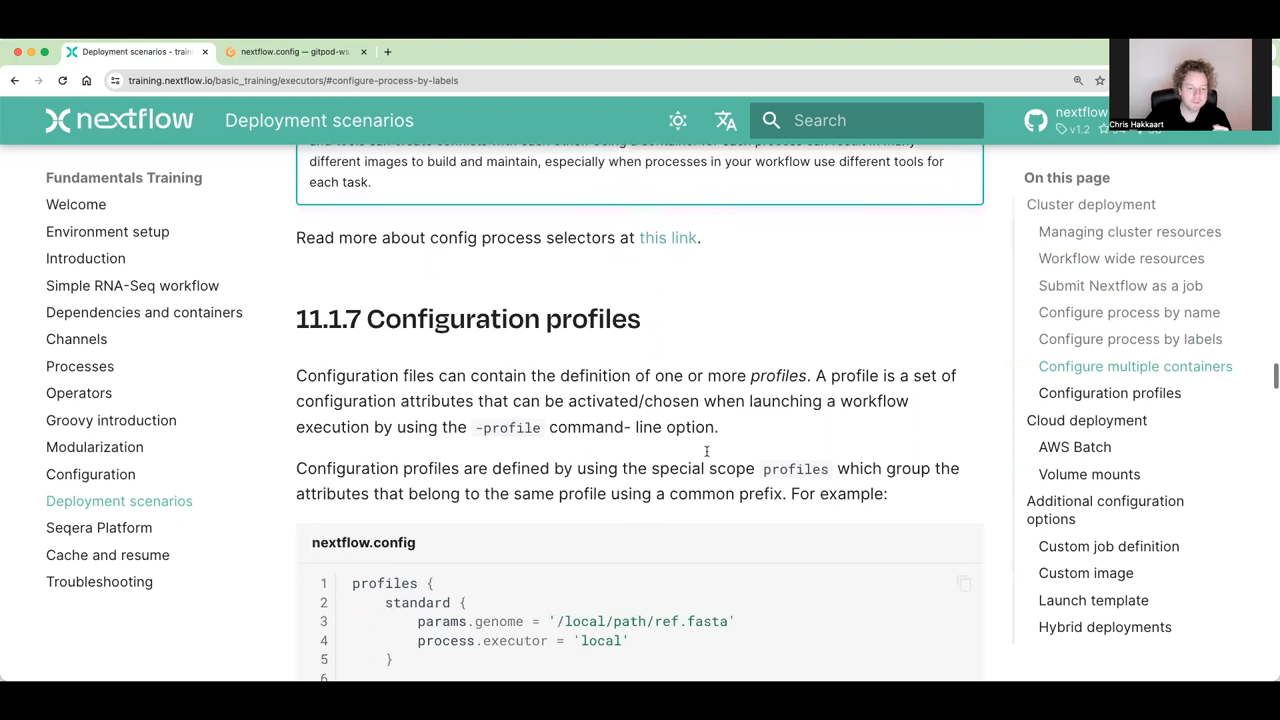 Deployment scenarios - train
nextflow.config — gitpod-ws
training.nextflow.io/basic_training/executors/#configure-process-by-labels
Chris Hakkaart
nextflow
Deployment scenarios
Search
nextflow
v1.2
Fundamentals Training
Welcome
Environment setup
Introduction
Simple RNA-Seq workflow
Dependencies and containers
Channels
Processes
Operators
Groovy introduction
Modularization
Configuration
Deployment scenarios
Seqera Platform
Cache and resume
Troubleshooting
different images to build and maintain, especially when processes in your workflow use different tools for
each task.
Read more about config process selectors at this link.
11.1.7 Configuration profiles
Configuration files can contain the definition of one or more profiles. A profile is a set of
configuration attributes that can be activated/chosen when launching a workflow
execution by using the -profile command- line option.
Configuration profiles are defined by using the special scope profiles which group the
attributes that belong to the same profile using a common prefix. For example:
nextflow.config
1 profiles {
2 standard {
3 params.genome = '/local/path/ref.fasta'
4 process.executor = 'local'
5 }
6
On this page
Cluster deployment
Managing cluster resources
Workflow wide resources
Submit Nextflow as a job
Configure process by name
Configure process by labels
Configure multiple containers
Configuration profiles
Cloud deployment
AWS Batch
Volume mounts
Additional configuration
options
Custom job definition
Custom image
Launch template
Hybrid deployments